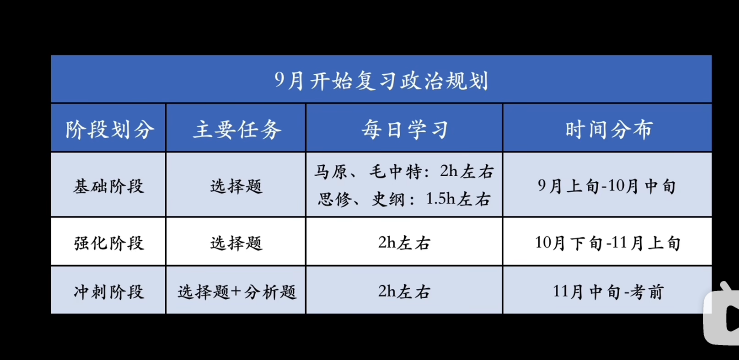 9月开始复习政治规划
阶段划分 主要任务 每日学习 时间分布
基础阶段 选择题 马原、毛中特：2h左右
思修、史纲：1.5h左右 9月上旬-10月中旬
强化阶段 选择题 2h左右 10月下旬-11月上旬
冲刺阶段 选择题+分析题 2h左右 11月中旬-考前